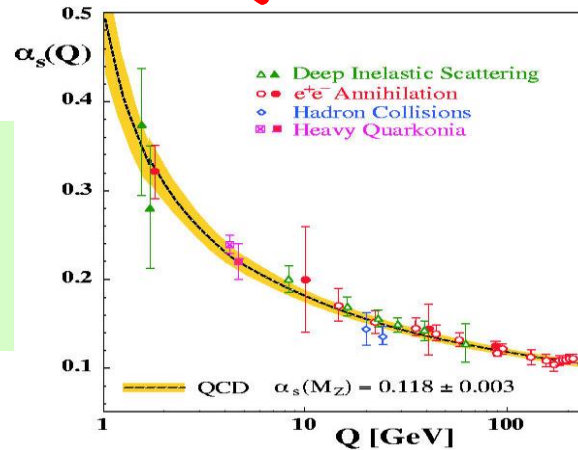 0.5
αₛ(Q)
Deep Inelastic Scattering
e⁺e⁻ Annihilation
Hadron Collisions
Heavy Quarkonia
0.4
0.3
0.2
0.1
QCD αₛ(M_Z) = 0.118 ± 0.003
1 10 100
Q [GeV]